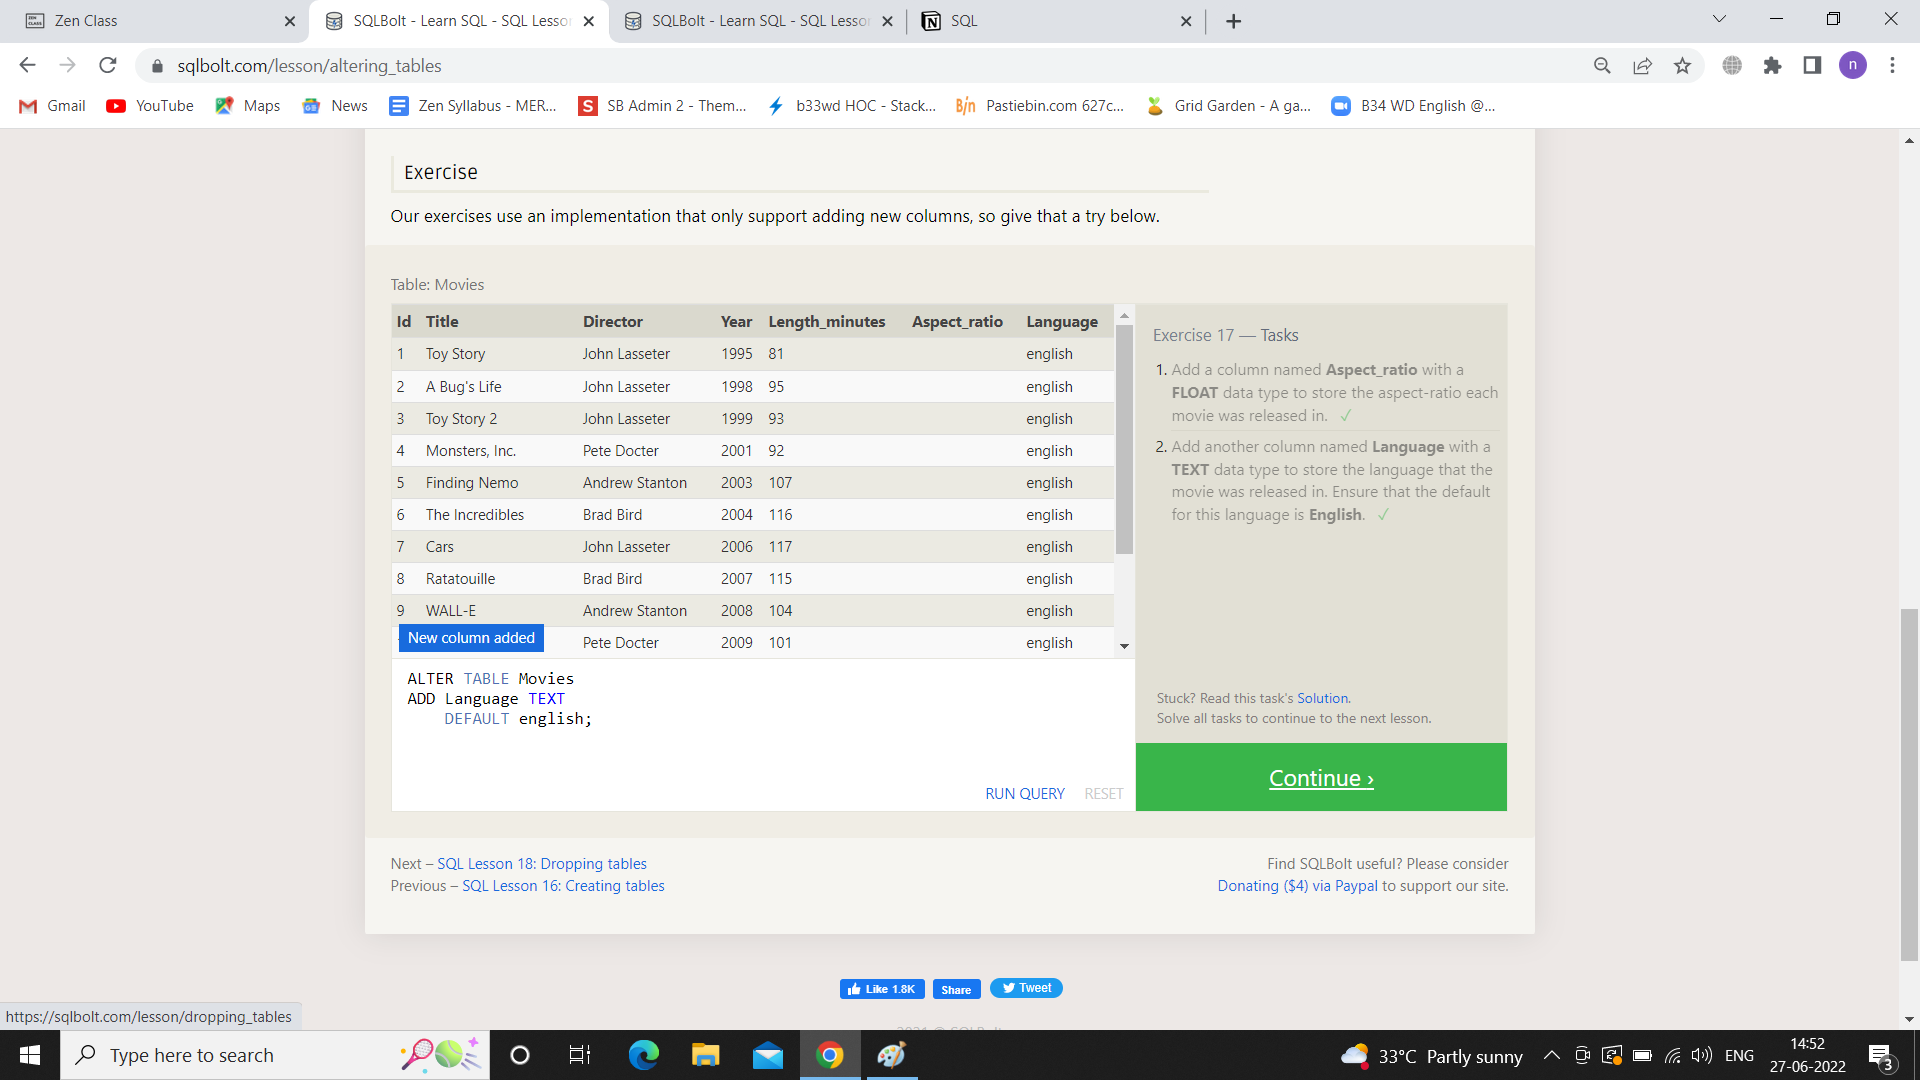 Zen Class
SQLBolt - Learn SQL - SQL Lesso
SQLBolt - Learn SQL - SQL Lesso
SQL
sqlbolt.com/lesson/altering_tables
n
Gmail
YouTube
Maps
News
Zen Syllabus - MER...
SB Admin 2 - Them...
b33wd HOC - Stack...
Pastiebin.com 627c...
Grid Garden - A ga...
B34 WD English @...
Exercise
Our exercises use an implementation that only support adding new columns, so give that a try below.
Table: Movies
Id Title Director Year Length_minutes Aspect_ratio Language
1 Toy Story John Lasseter 1995 81 english
2 A Bug's Life John Lasseter 1998 95 english
3 Toy Story 2 John Lasseter 1999 93 english
4 Monsters, Inc. Pete Docter 2001 92 english
5 Finding Nemo Andrew Stanton 2003 107 english
6 The Incredibles Brad Bird 2004 116 english
7 Cars John Lasseter 2006 117 english
8 Ratatouille Brad Bird 2007 115 english
9 WALL-E Andrew Stanton 2008 104 english
Pete Docter 2009 101 english
New column added
ALTER TABLE Movies
ADD Language TEXT
DEFAULT english;
RUN QUERY RESET
Exercise 17 — Tasks
1. Add a column named Aspect_ratio with a
FLOAT data type to store the aspect-ratio each
movie was released in. ✓
2. Add another column named Language with a
TEXT data type to store the language that the
movie was released in. Ensure that the default
for this language is English. ✓
Stuck? Read this task's Solution.
Solve all tasks to continue to the next lesson.
Continue ›
Next – SQL Lesson 18: Dropping tables
Previous – SQL Lesson 16: Creating tables
Find SQLBolt useful? Please consider
Donating ($4) via Paypal to support our site.
Like 1.8K
Share
Tweet
https://sqlbolt.com/lesson/dropping_tables
Type here to search
33°C Partly sunny
ENG
14:52
27-06-2022
3